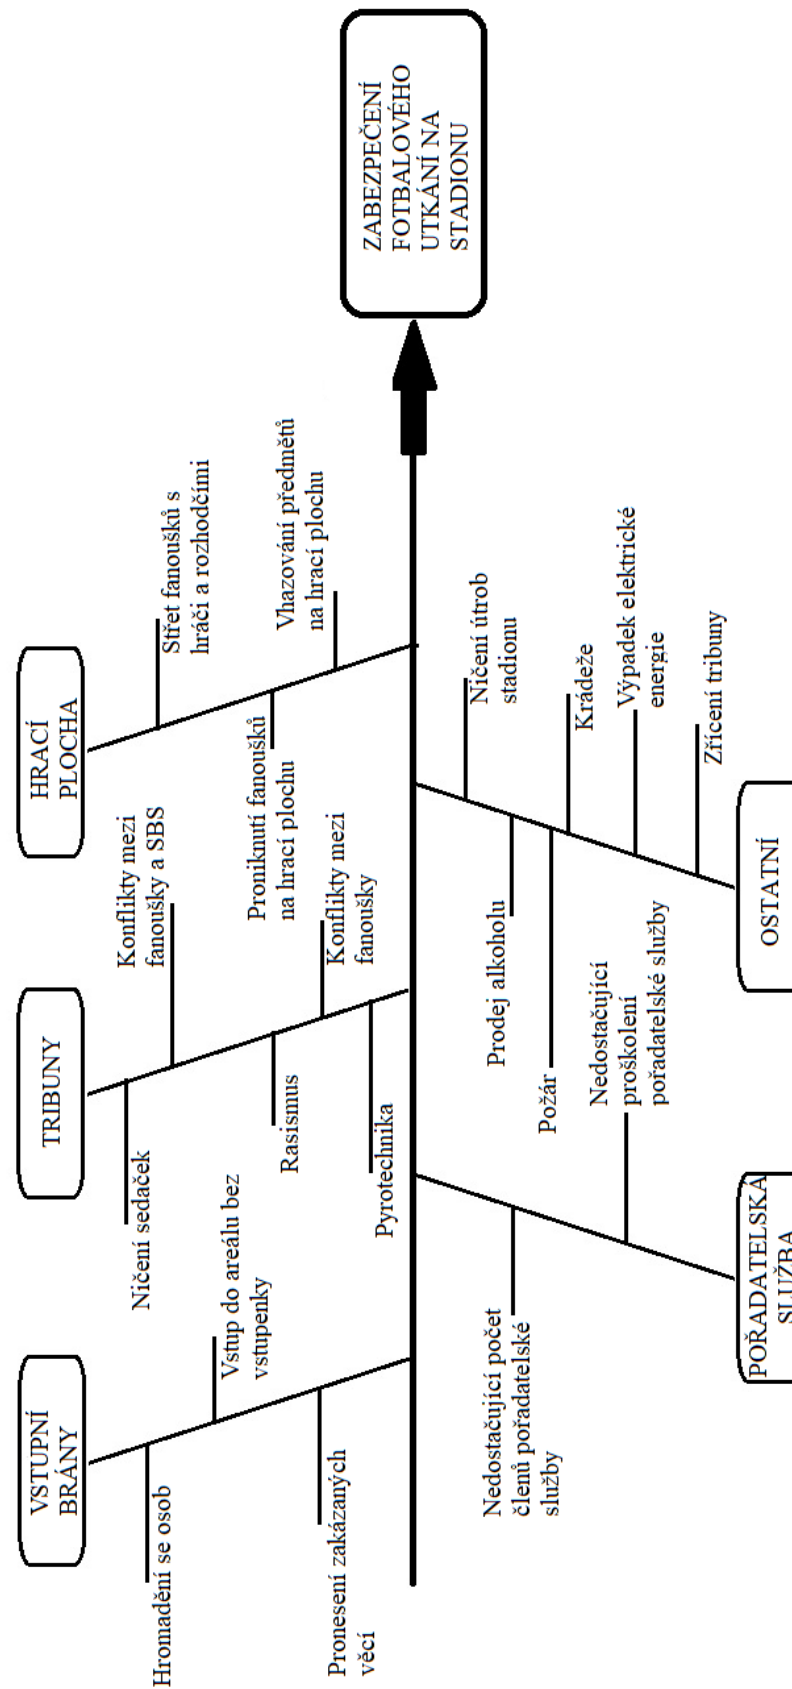 VSTUPNÍ
BRÁNY
TRIBUNY
HRACÍ
PLOCHA
Hromadění se osob
Vstup do areálu bez
vstupenky
Pronesení zakázaných
věcí
Ničení sedaček
Konflikty mezi
fanoušky a SBS
Rasismus
Konflikty mezi
fanoušky
Pyrotechnika
Střet fanoušků s
hráči a rozhodčími
Proniknutí fanoušků
na hrací plochu
Vhazování předmětů
na hrací plochu
ZABEZPEČENÍ
FOTBALOVÉHO
UTKÁNÍ NA
STADIONU
Nedostačující počet
členů pořadatelské
služby
Nedostačující
proškolení
pořadatelské služby
Ničení útrob
stadionu
Prodej alkoholu
Požár
Krádeže
Výpadek elektrické
energie
Zřícení tribuny
POŘADATELSKÁ
SLUŽBA
OSTATNÍ